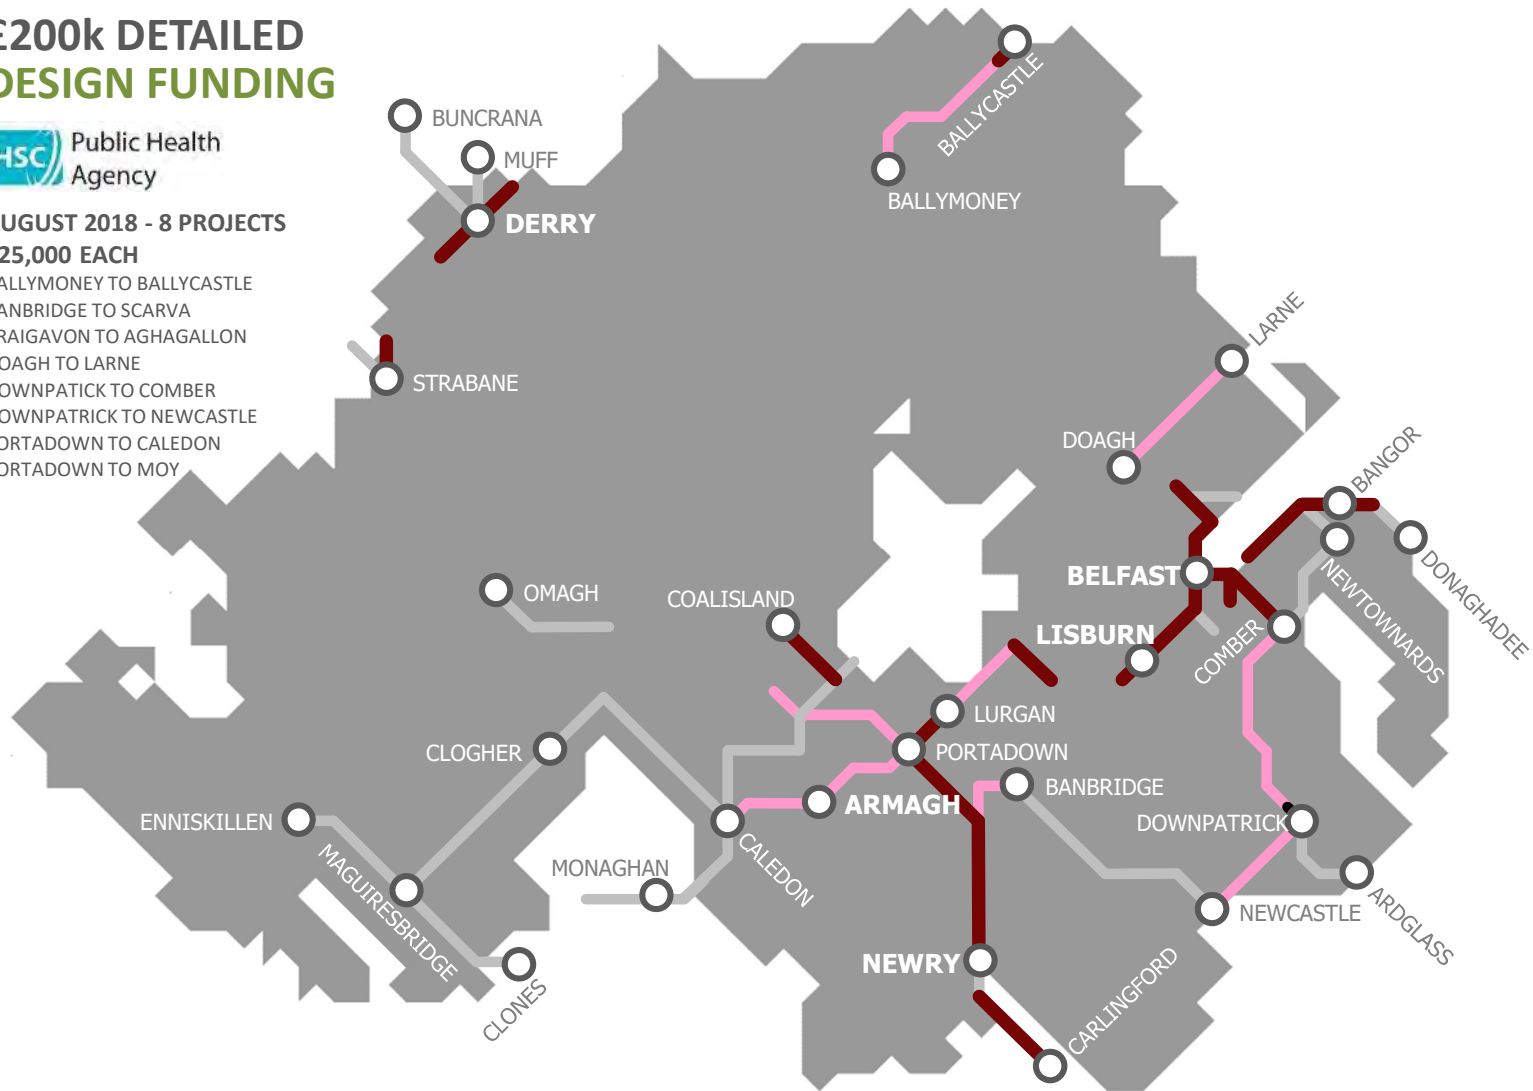 £200k DETAILED
DESIGN FUNDING
HSC
Public Health
Agency
UGUST 2018 - 8 PROJECTS
25,000 EACH
ALLYMONEY TO BALLYCASTLE
ANBRIDGE TO SCARVA
RAIGAVON TO AGHAGALLON
OAGH TO LARNE
OWNPATICK TO COMBER
OWNPATRICK TO NEWCASTLE
ORTADOWN TO CALEDON
ORTADOWN TO MOY
BUNCRANA
MUFF
DERRY
BALLYCASTLE
BALLYMONEY
STRABANE
LARNE
DOAGH
BANGOR
DONAGHADEE
NEWTOWNARDS
BELFAST
LISBURN
COMBER
OMAGH
COALISLAND
LURGAN
CLOGHER
PORTADOWN
BANBRIDGE
ARMAGH
DOWNPATRICK
ENNISKILLEN
MAGUIRESBRIDGE
MONAGHAN
CALEDON
NEWCASTLE
ARDGLASS
NEWRY
CARLINGFORD
CLONES